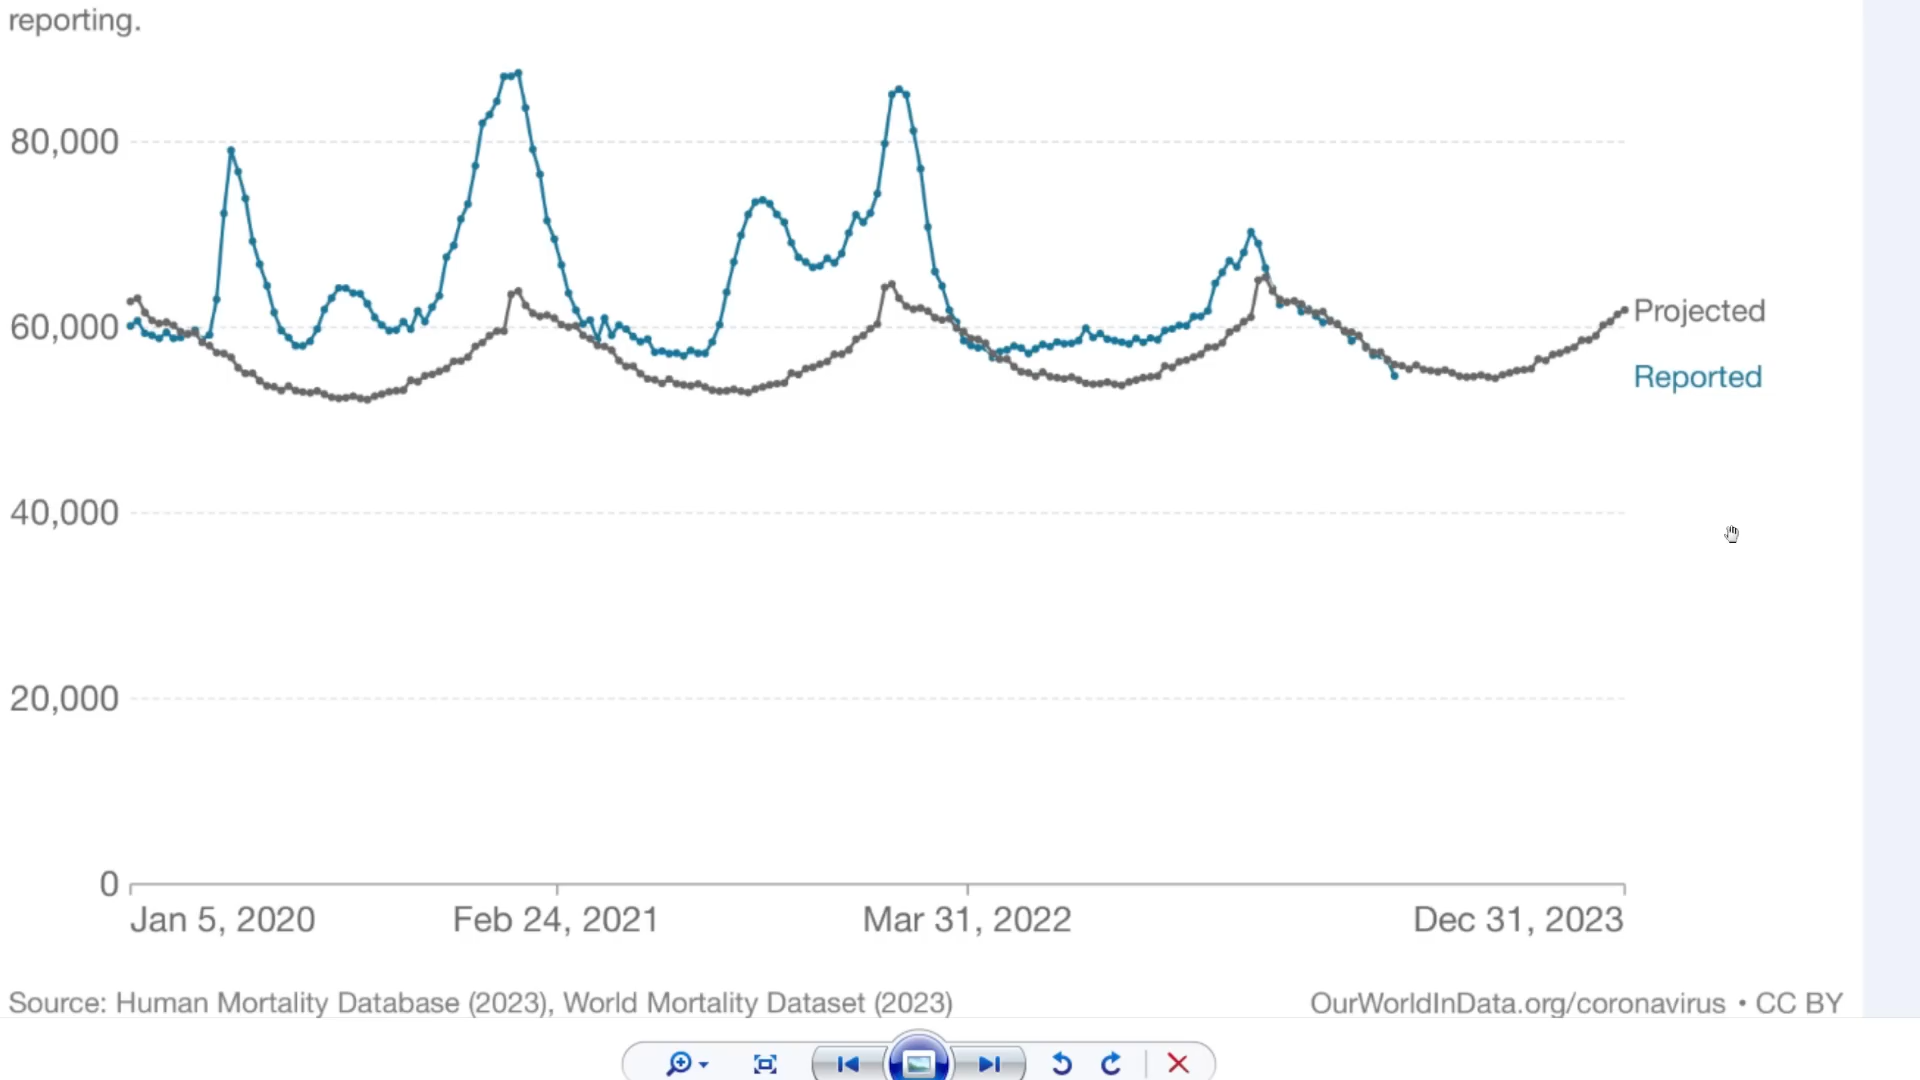 reporting.
80,000
60,000
40,000
20,000
0
Projected
Reported
Jan 5, 2020
Feb 24, 2021
Mar 31, 2022
Dec 31, 2023
Source: Human Mortality Database (2023), World Mortality Dataset (2023)
OurWorldInData.org/coronavirus • CC BY